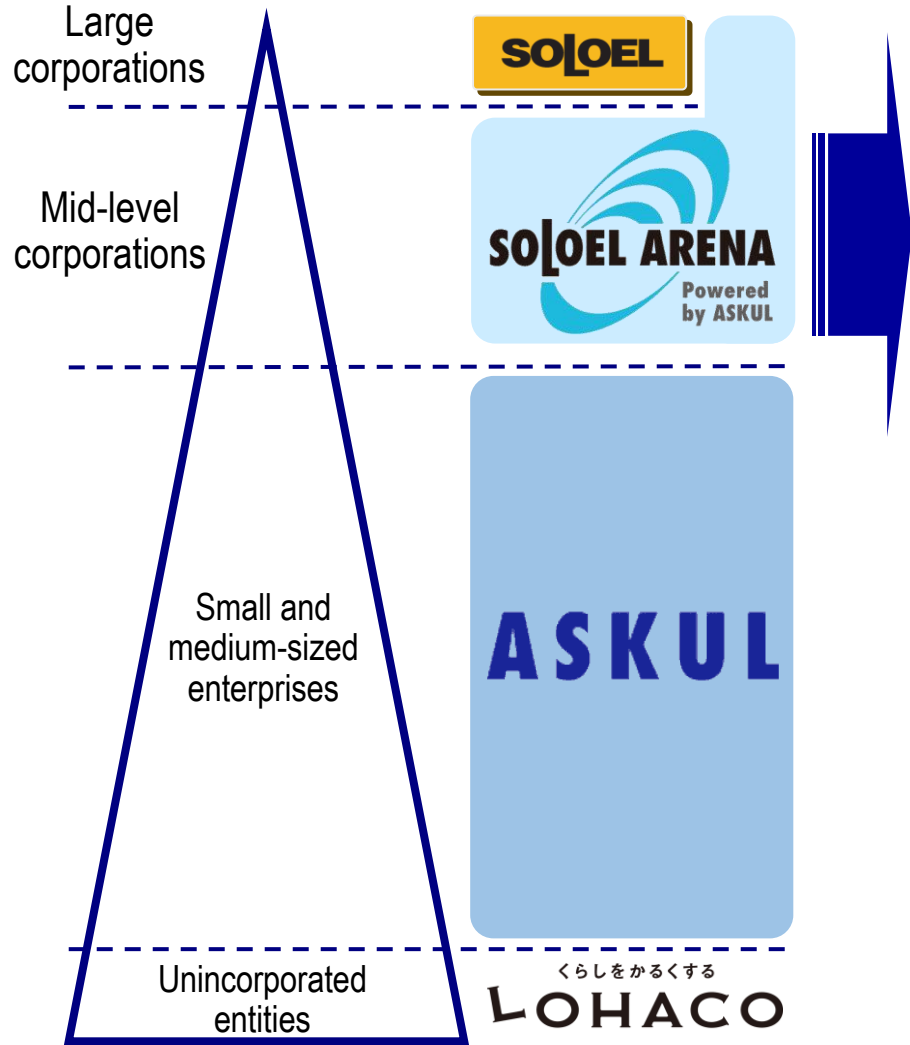 Large
corporations
SOLOEL
Mid-level
corporations
SOLOEL ARENA
Powered
by ASKUL
Small and
medium-sized
enterprises
ASKUL
Unincorporated
entities
くらしをかるくする
LOHACO